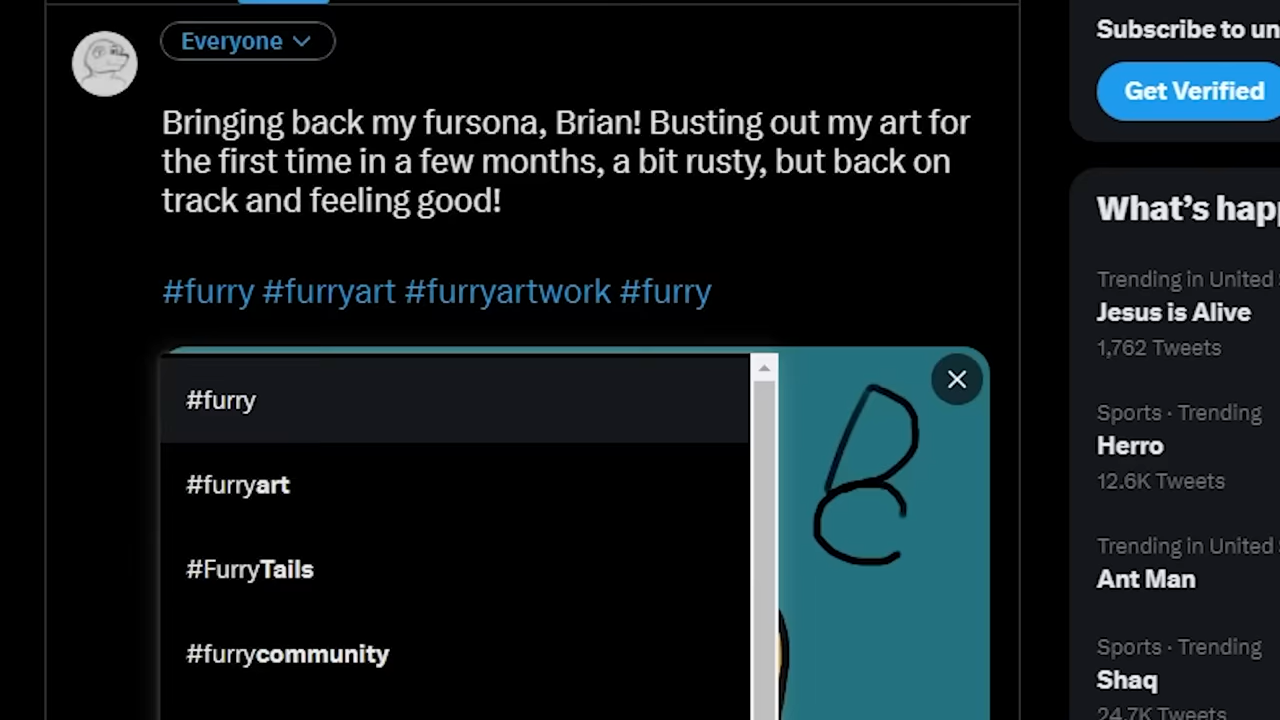 Everyone
Bringing back my fursona, Brian! Busting out my art for
the first time in a few months, a bit rusty, but back on
track and feeling good!
#furry #furryart #furryartwork #furry
#furry
#furryart
#FurryTails
#furrycommunity
Subscribe to un
Get Verified
What's happ
Trending in United
Jesus is Alive
1,762 Tweets
Sports · Trending
Herro
12.6K Tweets
Trending in United
Ant Man
Sports · Trending
Shaq
24.7K Tweets